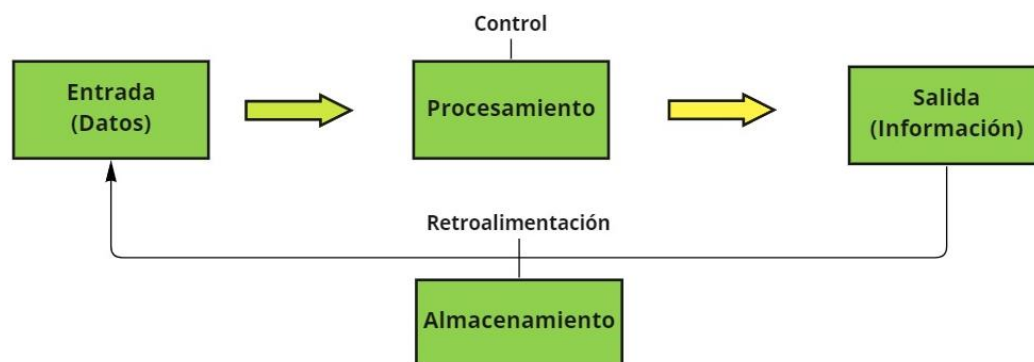 Control
Entrada
(Datos)
Procesamiento
Salida
(Información)
Retroalimentación
Almacenamiento